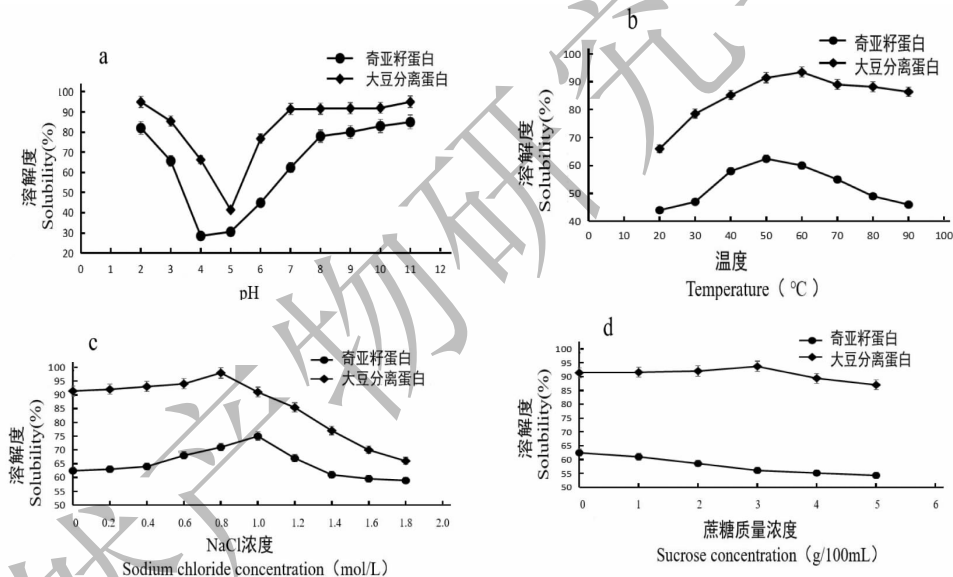 a
奇亚籽蛋白
大豆分离蛋白
溶解度
Solubility(%)
100
90
80
70
60
50
40
30
20
0 1 2 3 4 5 6 7 8 9 10 11 12
pH
b
奇亚籽蛋白
大豆分离蛋白
溶解度
Solubility(%)
100
90
80
70
60
50
40
0 10 20 30 40 50 60 70 80 90 100
温度
Temperature（℃）
c
奇亚籽蛋白
大豆分离蛋白
溶解度
Solubility(%)
100
95
90
85
80
75
70
65
60
55
50
0 0.2 0.4 0.6 0.8 1.0 1.2 1.4 1.6 1.8 2.0
NaCl浓度
Sodium chloride concentration（mol/L）
d
奇亚籽蛋白
大豆分离蛋白
溶解度
Solubility(%)
95
90
85
80
75
70
65
60
55
50
0 1 2 3 4 5 6
蔗糖质量浓度
Sucrose concentration（g/100mL）
产物研究